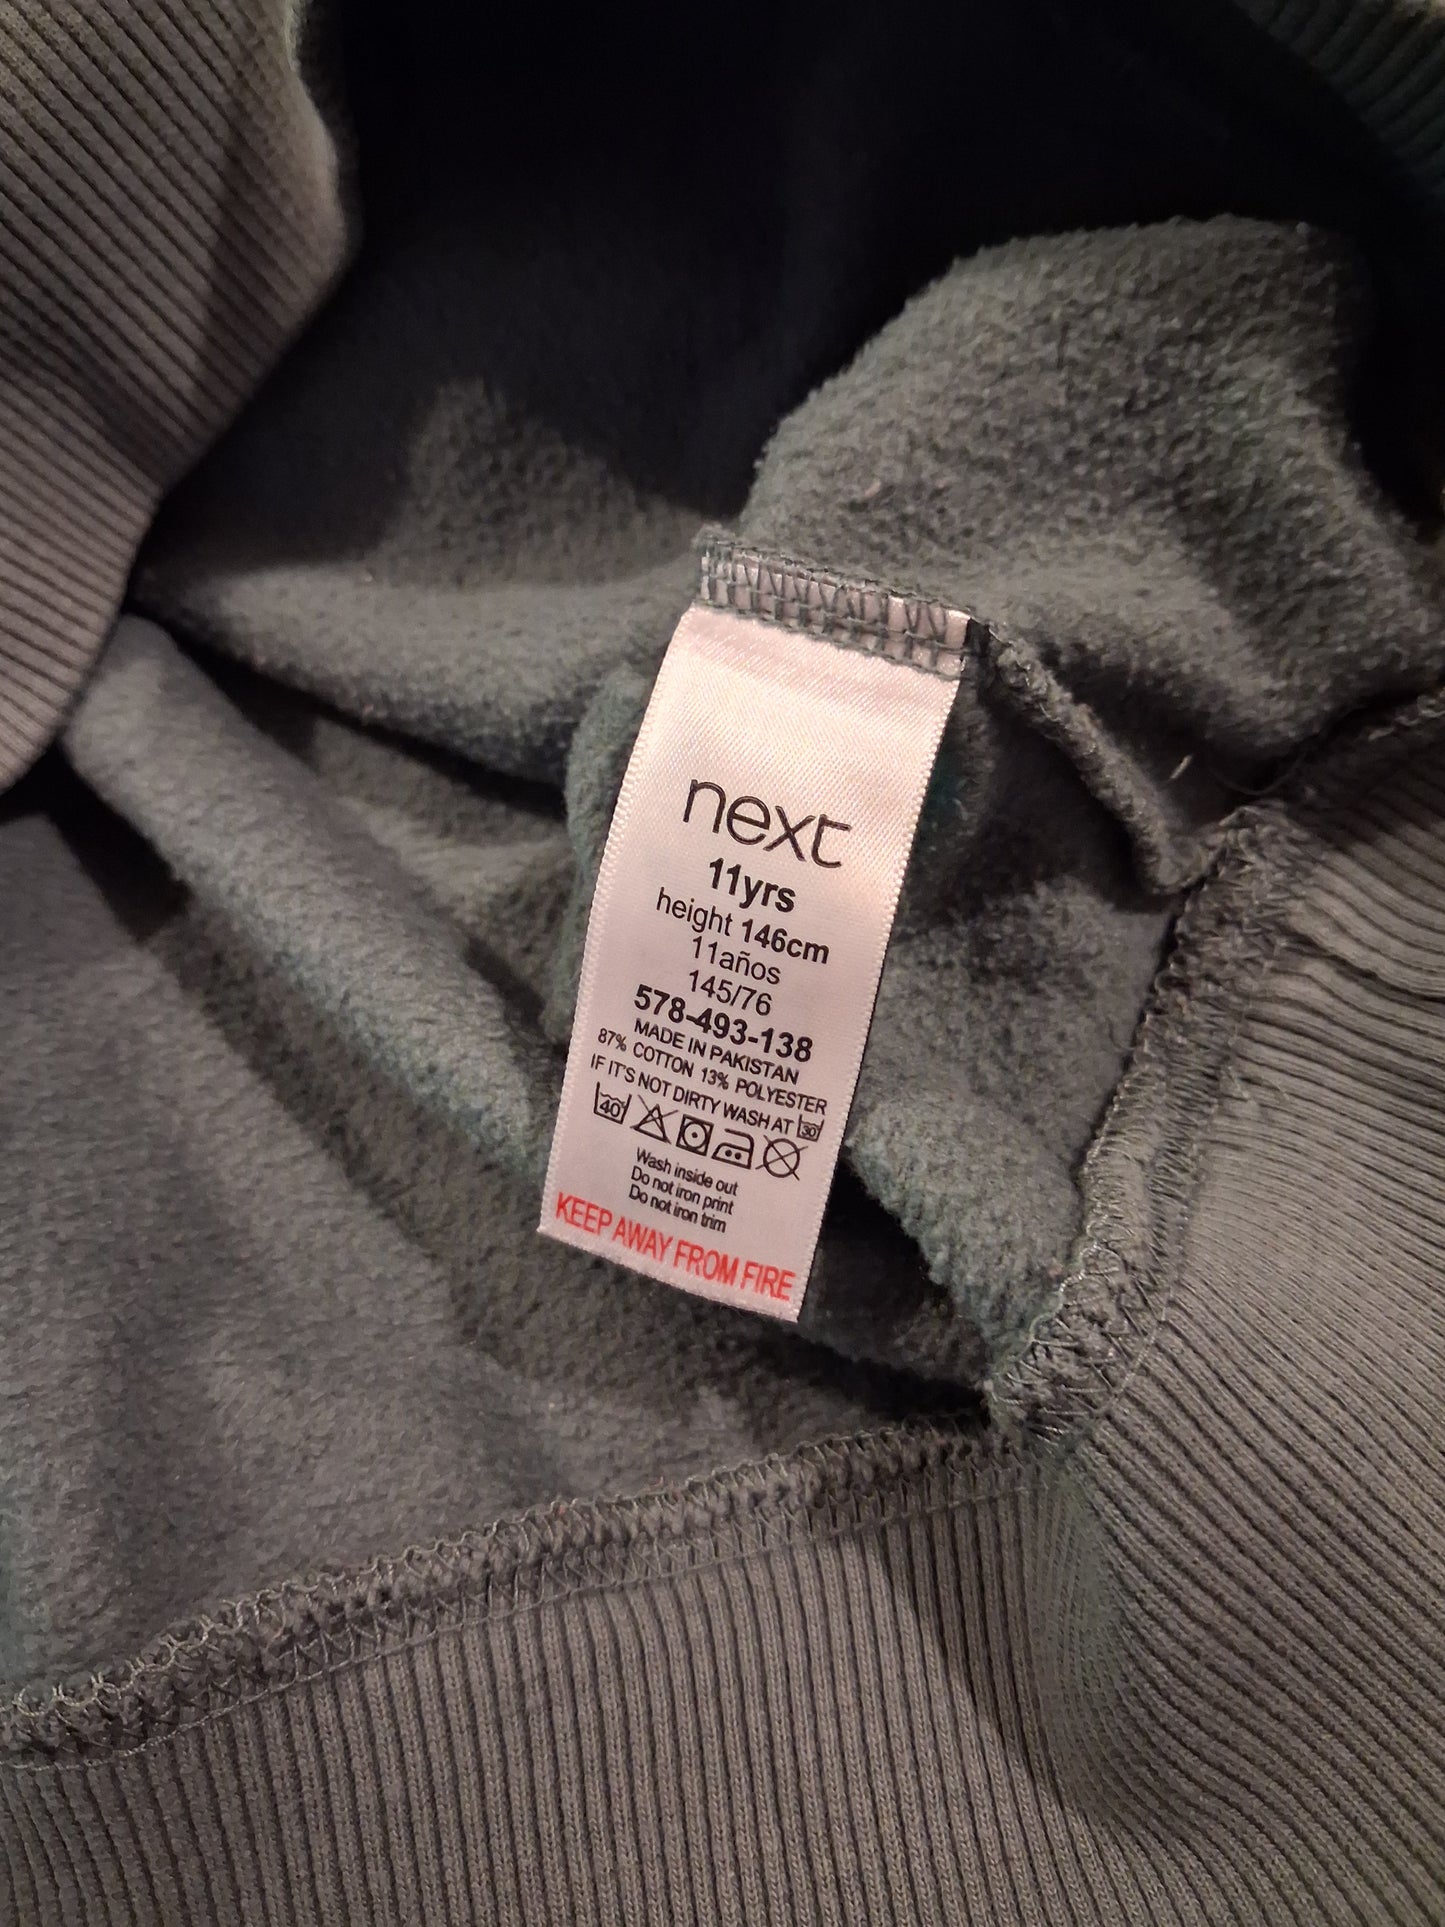 next
11yrs
height 146cm
11años
145/76
578-493-138
MADE IN PAKISTAN
87% COTTON 13% POLYESTER
IF IT'S NOT DIRTY WASH AT 30°
40°
Wash inside out
Do not iron print
Do not iron trim
KEEP AWAY FROM FIRE